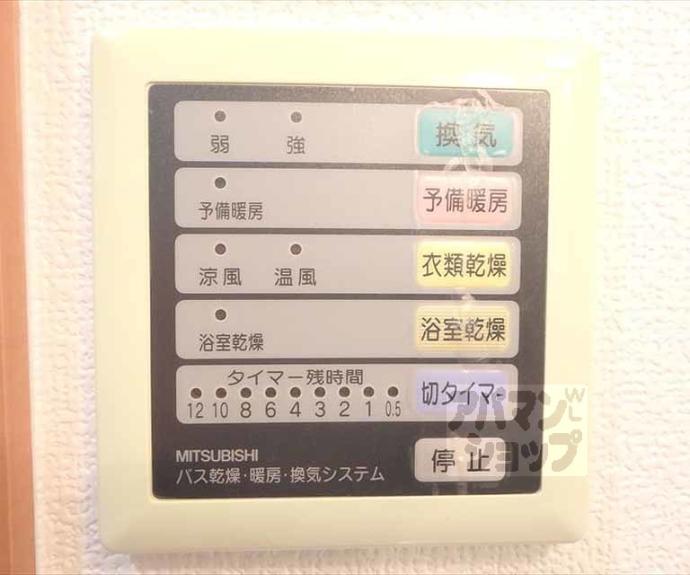 弱 強 換気
予備暖房 予備暖房
涼風 温風 衣類乾燥
浴室乾燥 浴室乾燥
タイマー残時間
12 10 8 6 4 3 2 1 0.5 切タイマー
MITSUBISHI 停止
バス乾燥・暖房・換気システム
アパマン
ショップ